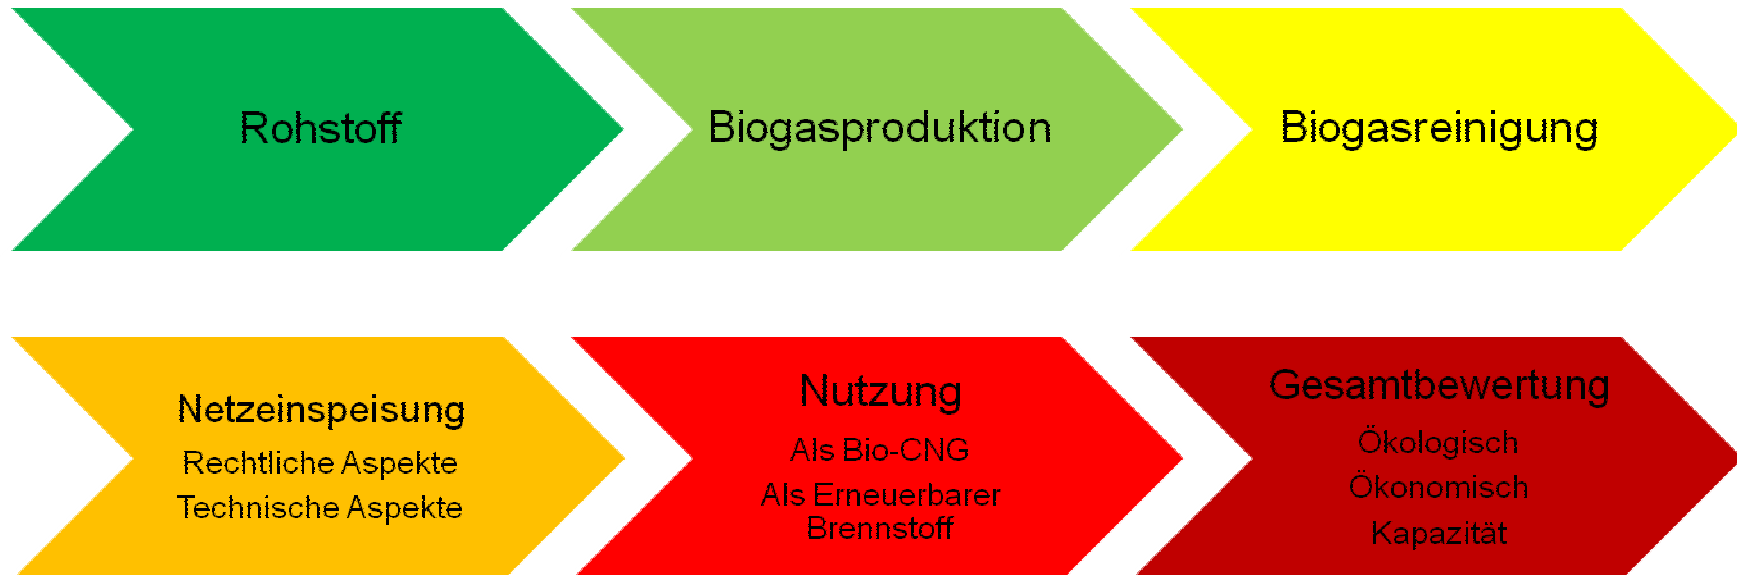 Rohstoff
Biogasproduktion
Biogasreinigung
Netzeinspeisung
Rechtliche Aspekte
Technische Aspekte
Nutzung
Als Bio-CNG
Als Erneuerbarer
Brennstoff
Gesamtbewertung
Ökologisch
Ökonomisch
Kapazität